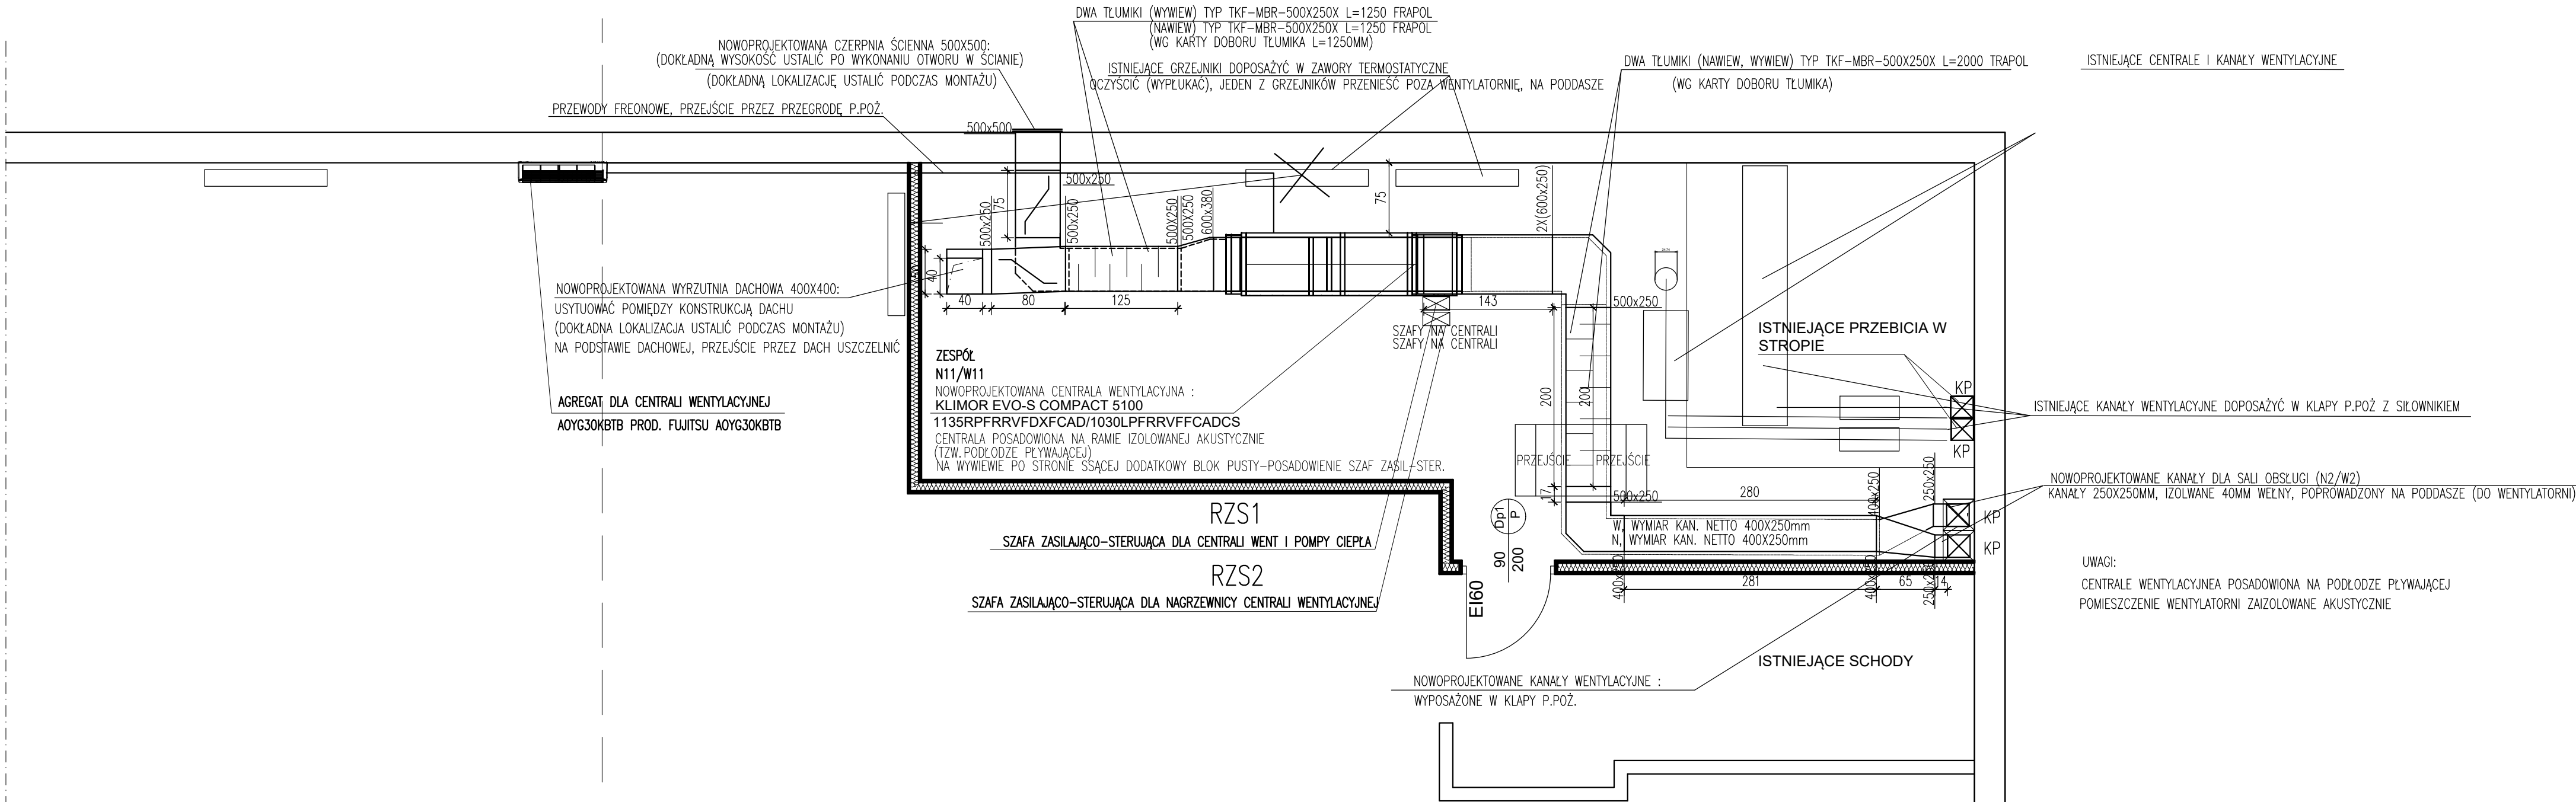 DWA TŁUMIKI (WYWIEW) TYP TKF-MBR-500X250X L=1250 FRAPOL
(NAWIEW) TYP TKF-MBR-500X250X L=1250 FRAPOL
(WG KARTY DOBORU TŁUMIKA L=1250MM)
NOWOPROJEKTOWANA CZERPNIA ŚCIENNA 500X500:
(DOKŁADNĄ WYSOKOŚĆ USTALIĆ PO WYKONANIU OTWORU W ŚCIANIE)
(DOKŁADNĄ LOKALIZACJĘ USTALIĆ PODCZAS MONTAŻU)
ISTNIEJĄCE GRZEJNIKI DOPOSAŻYĆ W ZAWORY TERMOSTATYCZNE
OCZYŚCIĆ (WYPŁUKAĆ), JEDEN Z GRZEJNIKÓW PRZENIEŚĆ POZA WENTYLATORNIĘ, NA PODDASZE
DWA TŁUMIKI (NAWIEW, WYWIEW) TYP TKF-MBR-500X250X L=2000 TRAPOL
(WG KARTY DOBORU TŁUMIKA)
ISTNIEJĄCE CENTRALE I KANAŁY WENTYLACYJNE
PRZEWODY FREONOWE, PRZEJŚCIE PRZEZ PRZEGRODĘ P.POŻ.
500x500
500x250
75
500x250
500x250
500X250
500X250
600x380
75
2X(600x250)
40
40
80
125
143
500x250
NOWOPROJEKTOWANA WYRZUTNIA DACHOWA 400X400:
USYTUOWAĆ POMIĘDZY KONSTRUKCJĄ DACHU
(DOKŁADNA LOKALIZACJA USTALIĆ PODCZAS MONTAŻU)
NA PODSTAWIE DACHOWEJ, PRZEJŚCIE PRZEZ DACH USZCZELNIĆ
SZAFY NA CENTRALI
SZAFY NA CENTRALI
ISTNIEJĄCE PRZEBICIA W
STROPIE
ZESPÓŁ
N11/W11
NOWOPROJEKTOWANA CENTRALA WENTYLACYJNA :
KLIMOR EVO-S COMPACT 5100
1135RPFRRVFDXFCAD/1030LPFRRVFFCADCS
CENTRALA POSADOWIONA NA RAMIE IZOLOWANEJ AKUSTYCZNIE
(TZW.PODŁODZE PŁYWAJĄCEJ)
NA WYWIEWIE PO STRONIE SSĄCEJ DODATKOWY BLOK PUSTY-POSADOWIENIE SZAF ZASIL-STER.
AGREGAT DLA CENTRALI WENTYLACYJNEJ
AOYG30KBTB PROD. FUJITSU AOYG30KBTB
200
200
KP
KP
ISTNIEJĄCE KANAŁY WENTYLACYJNE DOPOSAŻYĆ W KLAPY P.POŻ Z SIŁOWNIKIEM
PRZEJŚCIE
PRZEJŚCIE
17
500x250
280
400x250
250x250
NOWOPROJEKTOWANE KANAŁY DLA SALI OBSŁUGI (N2/W2)
KANAŁY 250X250MM, IZOLWANE 40MM WEŁNY, POPROWADZONY NA PODDASZE (DO WENTYLATORNI)
RZS1
SZAFA ZASILAJĄCO-STERUJĄCA DLA CENTRALI WENT I POMPY CIEPŁA
Dp1
P
90
200
W, WYMIAR KAN. NETTO 400X250mm
N, WYMIAR KAN. NETTO 400X250mm
KP
KP
RZS2
SZAFA ZASILAJĄCO-STERUJĄCA DLA NAGRZEWNICY CENTRALI WENTYLACYJNEJ
EI60
400x250
281
400x250
65
250x250
14
UWAGI:
CENTRALE WENTYLACYJNEA POSADOWIONA NA PODŁODZE PŁYWAJĄCEJ
POMIESZCZENIE WENTYLATORNI ZAIZOLOWANE AKUSTYCZNIE
ISTNIEJĄCE SCHODY
NOWOPROJEKTOWANE KANAŁY WENTYLACYJNE :
WYPOSAŻONE W KLAPY P.POŻ.